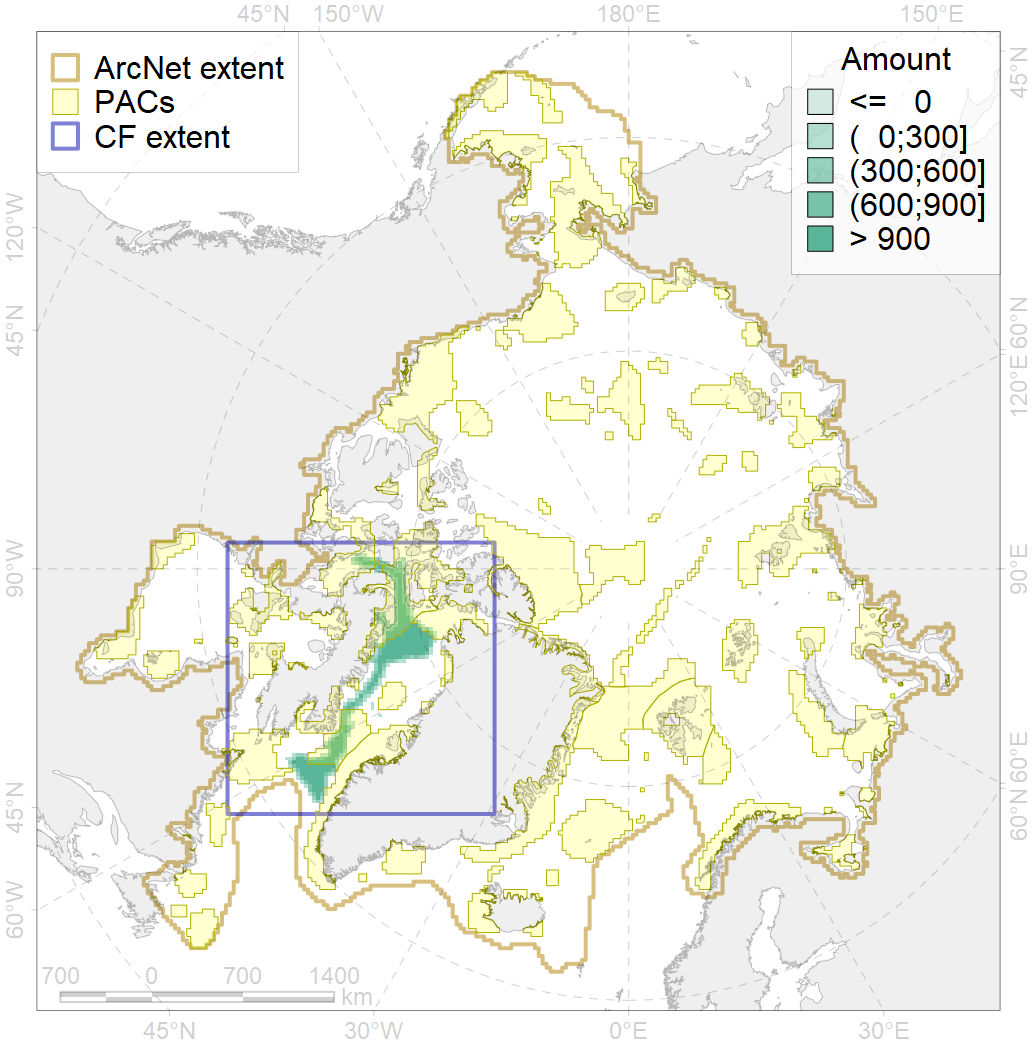 45°N 150°W 180°E 150°E
ArcNet extent
PACs
CF extent
Amount
<= 0
( 0;300]
(300;600]
(600;900]
> 900
45°N
120°W
60°N
45°N
120°E
90°W
90°E
60°E
45°N
60°N
60°W
700 0 700 1400
km
45°N 30°W 0°E 30°E